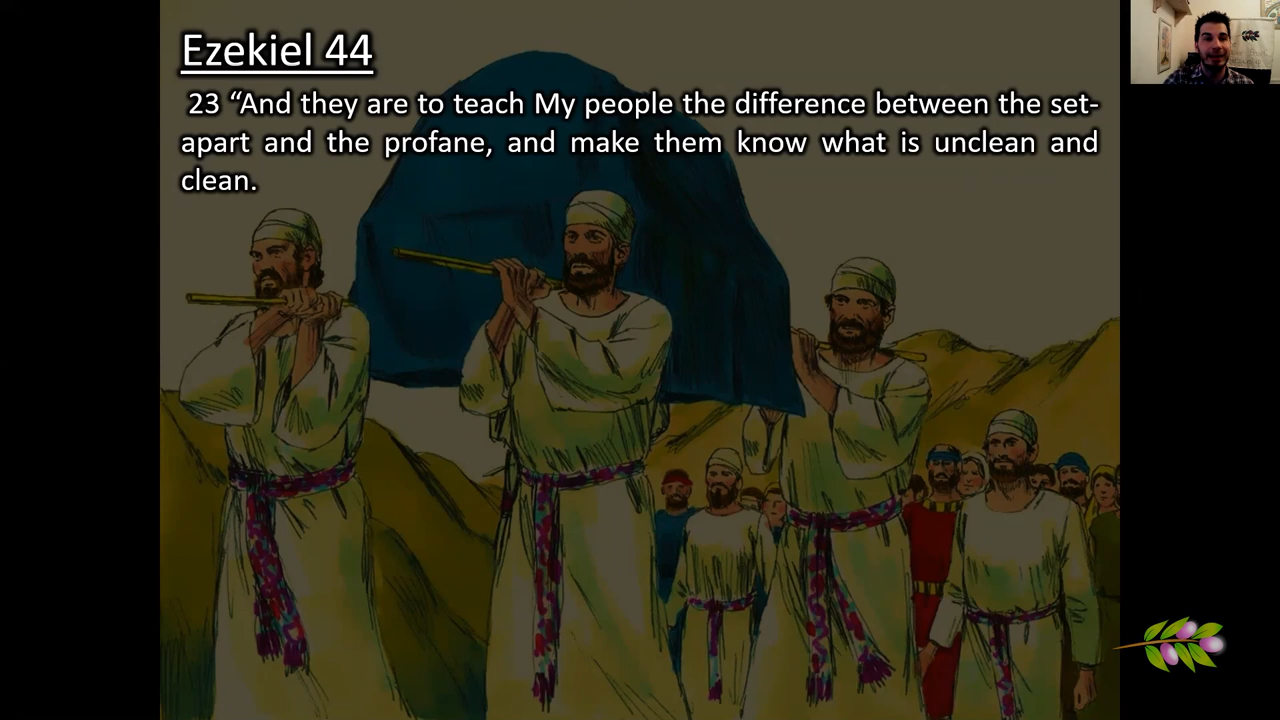 Ezekiel 44
23 “And they are to teach My people the difference between the set-
apart and the profane, and make them know what is unclean and
clean.